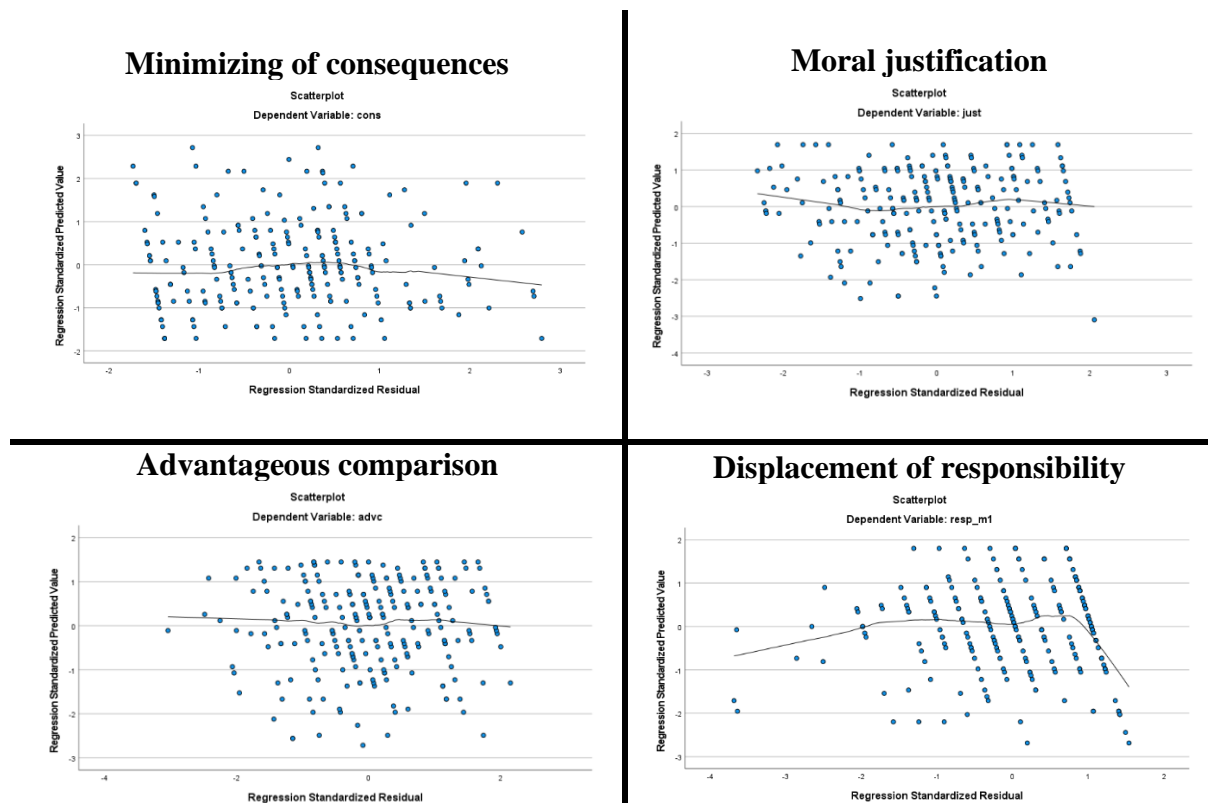 Minimizing of consequences
Scatterplot
Dependent Variable: cons
Regression Standardized Predicted Value
3
2
1
0
-1
-2
-2
-1
0
1
2
3
Regression Standardized Residual
Moral justification
Scatterplot
Dependent Variable: just
Regression Standardized Predicted Value
2
1
0
-1
-2
-3
-4
-3
-2
-1
0
1
2
3
Regression Standardized Residual
Advantageous comparison
Scatterplot
Dependent Variable: advc
Regression Standardized Predicted Value
2
1
0
-1
-2
-3
-4
-2
0
2
Regression Standardized Residual
Displacement of responsibility
Scatterplot
Dependent Variable: resp_m1
Regression Standardized Predicted Value
2
1
0
-1
-2
-3
-4
-3
-2
-1
0
1
2
Regression Standardized Residual